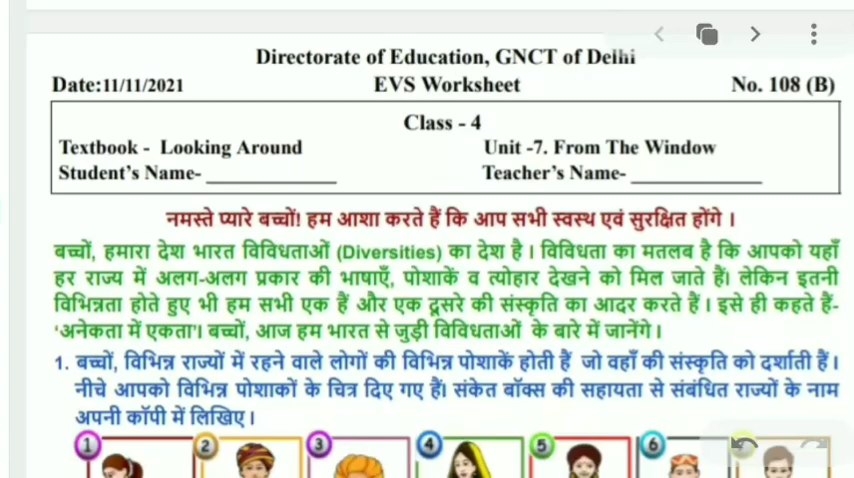 Directorate of Education, GNCT of Delhi
Date:11/11/2021 EVS Worksheet No. 108 (B)
Class - 4
Textbook - Looking Around Unit -7. From The Window
Student's Name-____________ Teacher's Name-____________
नमस्ते प्यारे बच्चों! हम आशा करते हैं कि आप सभी स्वस्थ एवं सुरक्षित होंगे ।
बच्चों, हमारा देश भारत विविधताओं (Diversities) का देश है । विविधता का मतलब है कि आपको यहाँ
हर राज्य में अलग-अलग प्रकार की भाषाएँ, पोशाकें व त्योहार देखने को मिल जाते हैं। लेकिन इतनी
विभिन्नता होते हुए भी हम सभी एक हैं और एक दूसरे की संस्कृति का आदर करते हैं । इसे ही कहते हैं-
'अनेकता में एकता'। बच्चों, आज हम भारत से जुड़ी विविधताओं के बारे में जानेंगे ।
1. बच्चों, विभिन्न राज्यों में रहने वाले लोगों की विभिन्न पोशाकें होती हैं जो वहाँ की संस्कृति को दर्शाती हैं ।
नीचे आपको विभिन्न पोशाकों के चित्र दिए गए हैं। संकेत बॉक्स की सहायता से संबंधित राज्यों के नाम
अपनी कॉपी में लिखिए ।
1 2 3 4 5 6